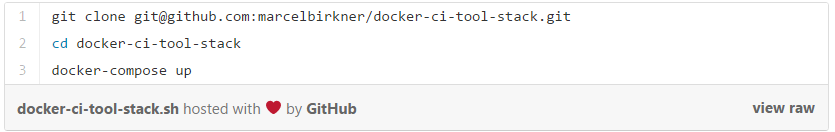 1 git clone git@github.com:marcelbirkner/docker-ci-tool-stack.git
2 cd docker-ci-tool-stack
3 docker-compose up
docker-ci-tool-stack.sh hosted with ❤ by GitHub view raw